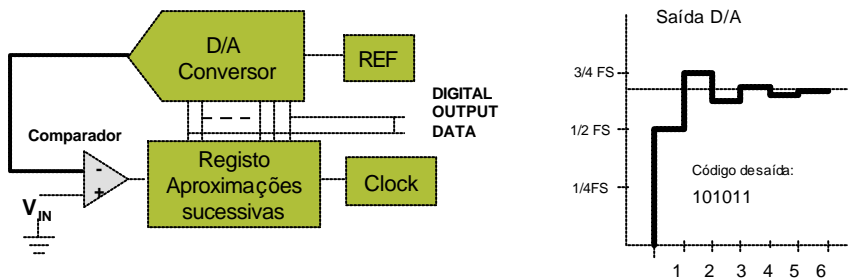 D/A
Conversor
REF
DIGITAL
OUTPUT
DATA
Comparador
-
+
V IN
Registo
Aproximações
sucessivas
Clock
Saída D/A
3/4 FS
1/2 FS
1/4FS
Código desaída:
101011
1 2 3 4 5 6